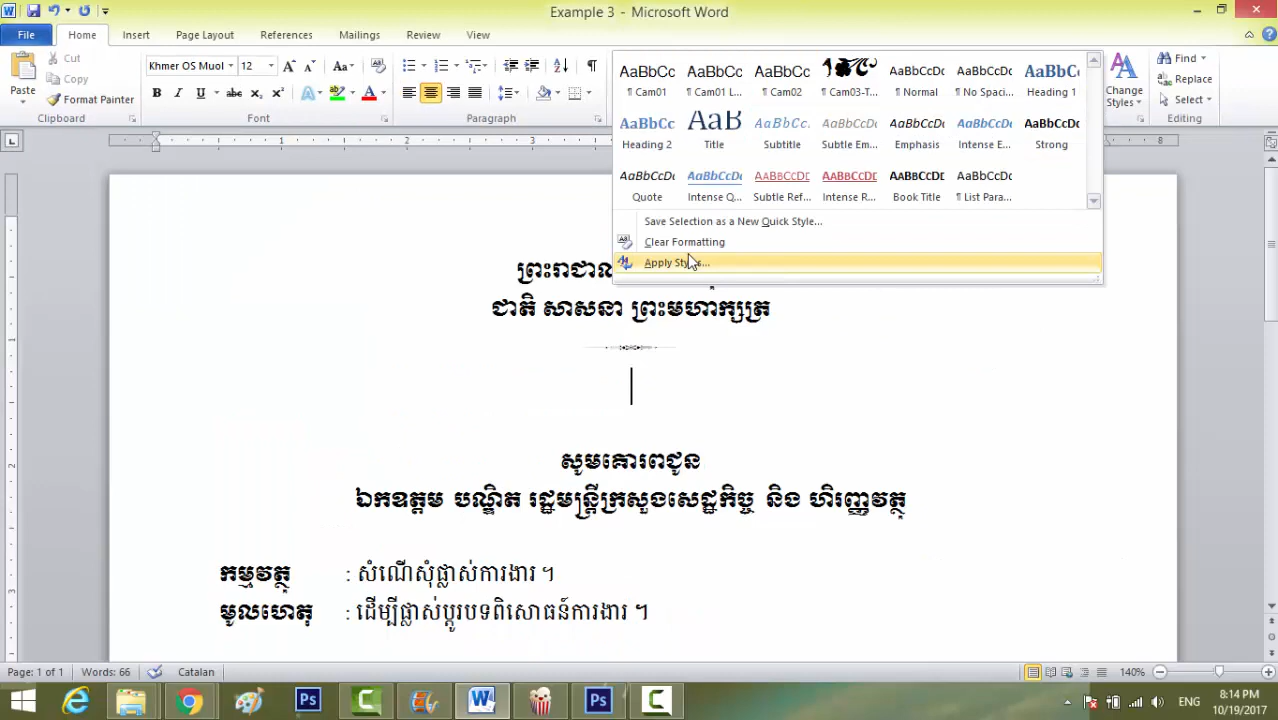 Example 3 - Microsoft Word
File Home Insert Page Layout References Mailings Review View
Cut
Copy
Paste
Format Painter
Khmer OS Muol 12
Clipboard Font Paragraph
AaBbCc AaBbCc AaBbCc AaBbCcDc AaBbCcDc AaBbCc
¶ Cam01 ¶ Cam01 L... ¶ Cam02 ¶ Cam03-T... ¶ Normal ¶ No Spaci... Heading 1
AaBbCc AaB AaBbCc. AaBbCcDc AaBbCcDc AaBbCcDc AaBbCcDc
Heading 2 Title Subtitle Subtle Em... Emphasis Intense E... Strong
AaBbCcDc AaBbCcDc AABBCCDD AABBCCDD AABBCCDD AaBbCcDc
Quote Intense Q... Subtle Ref... Intense R... Book Title ¶ List Para...
Save Selection as a New Quick Style...
Clear Formatting
Apply
Change Styles
Find
Replace
Select
Editing
ព្រះរាជាណ
ជាតិ សាសនា ព្រះមហាក្សត្រ
សូមគោរពជូន
ឯកឧត្តម បណ្ឌិត រដ្ឋមន្ត្រីក្រសួងសេដ្ឋកិច្ច និង ហិរញ្ញវត្ថុ
កម្មវត្ថុ : សំណើសុំផ្លាស់ការងារ ។
មូលហេតុ : ដើម្បីផ្លាស់ប្តូរបទពិសោធន៍ការងារ ។
Page: 1 of 1 Words: 66 Catalan 140%
ENG 8:14 PM
10/19/2017